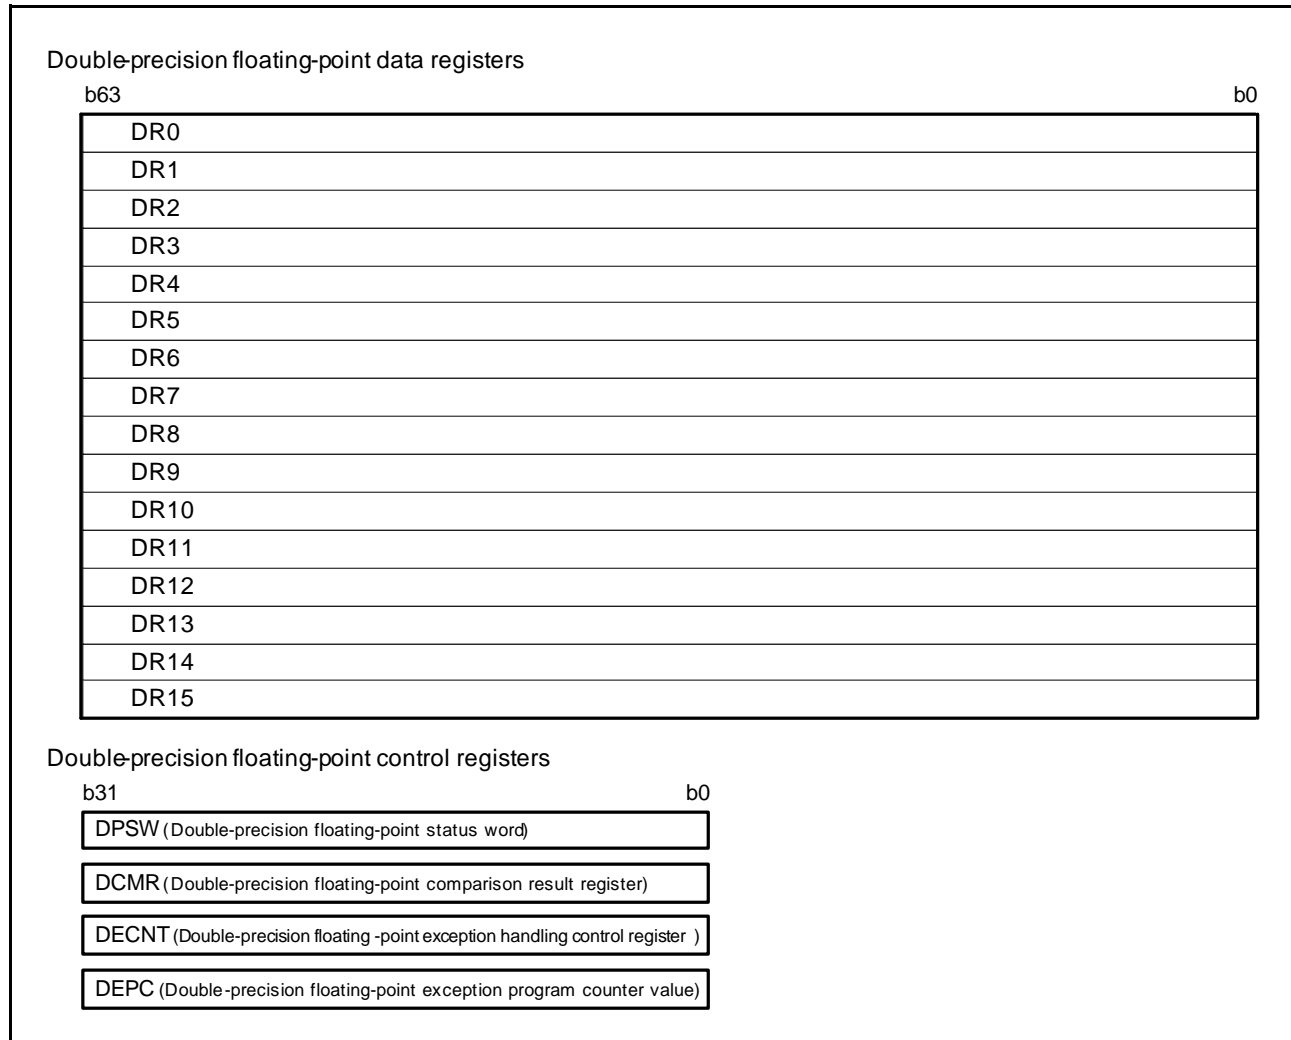 Double-precision floating-point data registers
b63 b0
DR0
DR1
DR2
DR3
DR4
DR5
DR6
DR7
DR8
DR9
DR10
DR11
DR12
DR13
DR14
DR15
Double-precision floating-point control registers
b31 b0
DPSW (Double-precision floating-point status word)
DCMR (Double-precision floating-point comparison result register)
DECNT (Double-precision floating -point exception handling control register )
DEPC (Double-precision floating-point exception program counter value)